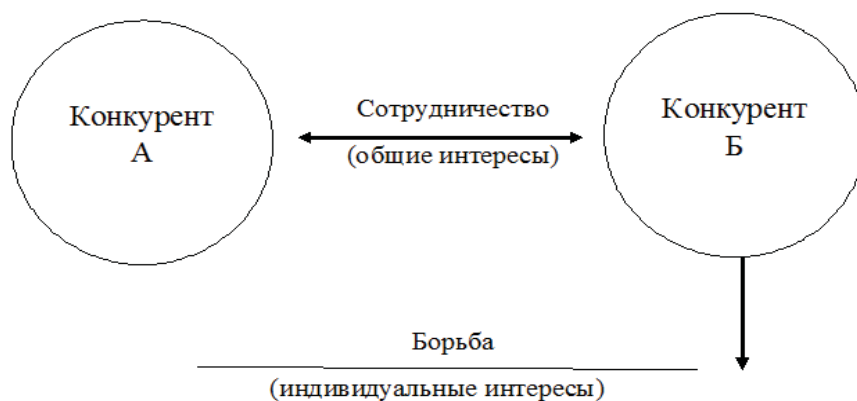 Конкурент
А
Сотрудничество
(общие интересы)
Конкурент
Б
Борьба
(индивидуальные интересы)